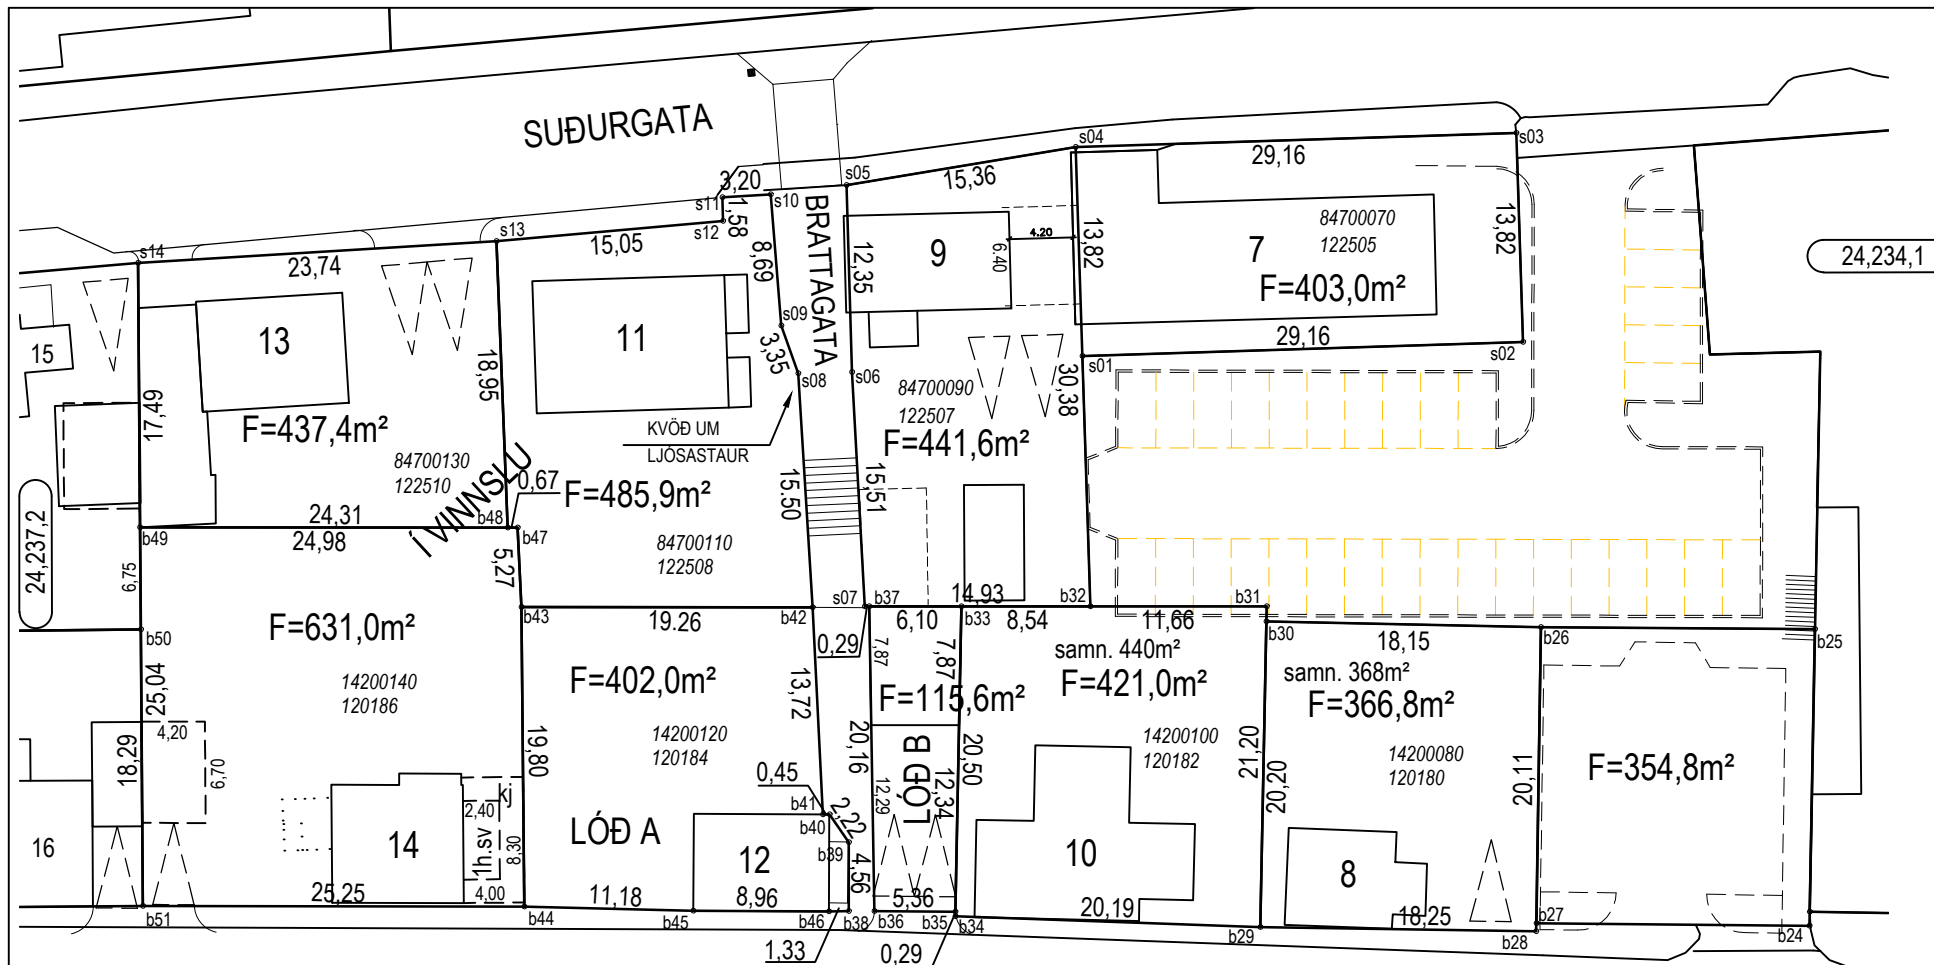 SUÐURGATA
s03
s04
29,16
s05
15,36
3,20
s10
s11
1,58
s12
s13
15,05
s14
23,74
BRATTAGATA
8,69
12,35
9
6.40
4.20
13,82
7
84700070
122505
F=403,0m²
13,82
24,234,1
15
13
11
s09
3,35
s08
s06
29,16
s02
s01
18,95
17,49
F=437,4m²
84700130
122510
Í VINNSLU
KVÖÐ UM
LJÓSASTAUR
84700090
122507
F=441,6m²
30,38
0,67
F=485,9m²
15.50
15,51
24,31
b48
b49
24,98
b47
24,237,2
6,75
5,27
84700110
122508
s07
b37
14,93
b32
b31
b43
19.26
b42
6,10
b33
8,54
11,66
b50
F=631,0m²
0,29
7,87
7,87
samn. 440m²
b30
18,15
b26
b25
25,04
14200140
120186
F=402,0m²
13,72
F=115,6m²
F=421,0m²
samn. 368m²
F=366,8m²
4,20
18,29
6,70
19,80
14200120
120184
20,16
LÓÐ B
20,50
14200100
120182
21,20
20,20
14200080
120180
20,11
F=354,8m²
0,45
12,29
12,34
kj
2,40
b41
b40
2,22
16
14
1h.sv
8,30
LÓÐ A
12
b39
4,56
10
8
25,25
4,00
11,18
8,96
5,36
20,19
18,25
b51
b44
b45
b46
b38
b36
b35
b34
b29
b27
b28
b24
1,33
0,29